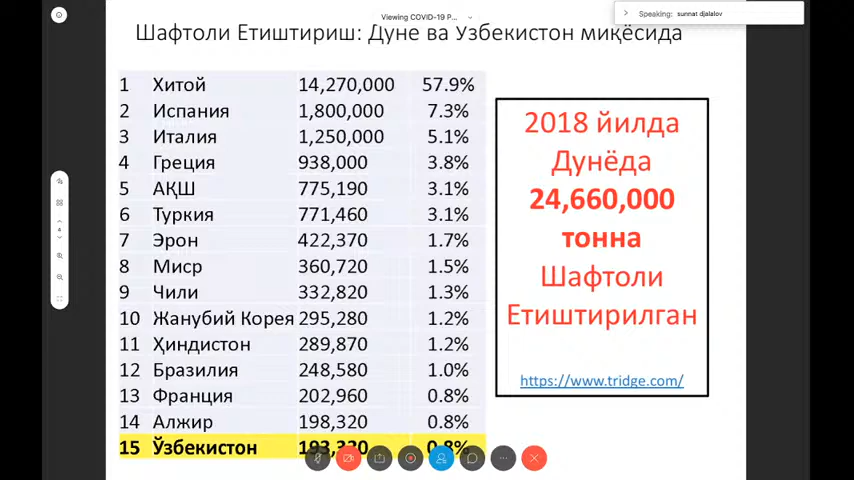 Viewing COVID-19 P...
Speaking: sunnat djalalov
Шафтоли Етиштириш: Дуне ва Узбекистон миқёсида
1 Хитой 14,270,000 57.9%
2 Испания 1,800,000 7.3%
3 Италия 1,250,000 5.1%
4 Греция 938,000 3.8%
5 АҚШ 775,190 3.1%
6 Туркия 771,460 3.1%
7 Эрон 422,370 1.7%
8 Миср 360,720 1.5%
9 Чили 332,820 1.3%
10 Жанубий Корея 295,280 1.2%
11 Ҳиндистон 289,870 1.2%
12 Бразилия 248,580 1.0%
13 Франция 202,960 0.8%
14 Алжир 198,320 0.8%
15 Ўзбекистон 193,320 0.8%
2018 йилда
Дунёда
24,660,000
тонна
Шафтоли
Етиштирилган
https://www.tridge.com/